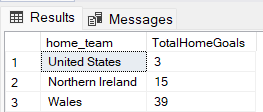 Results Messages
home_team TotalHomeGoals
1 United States 3
2 Northern Ireland 15
3 Wales 39